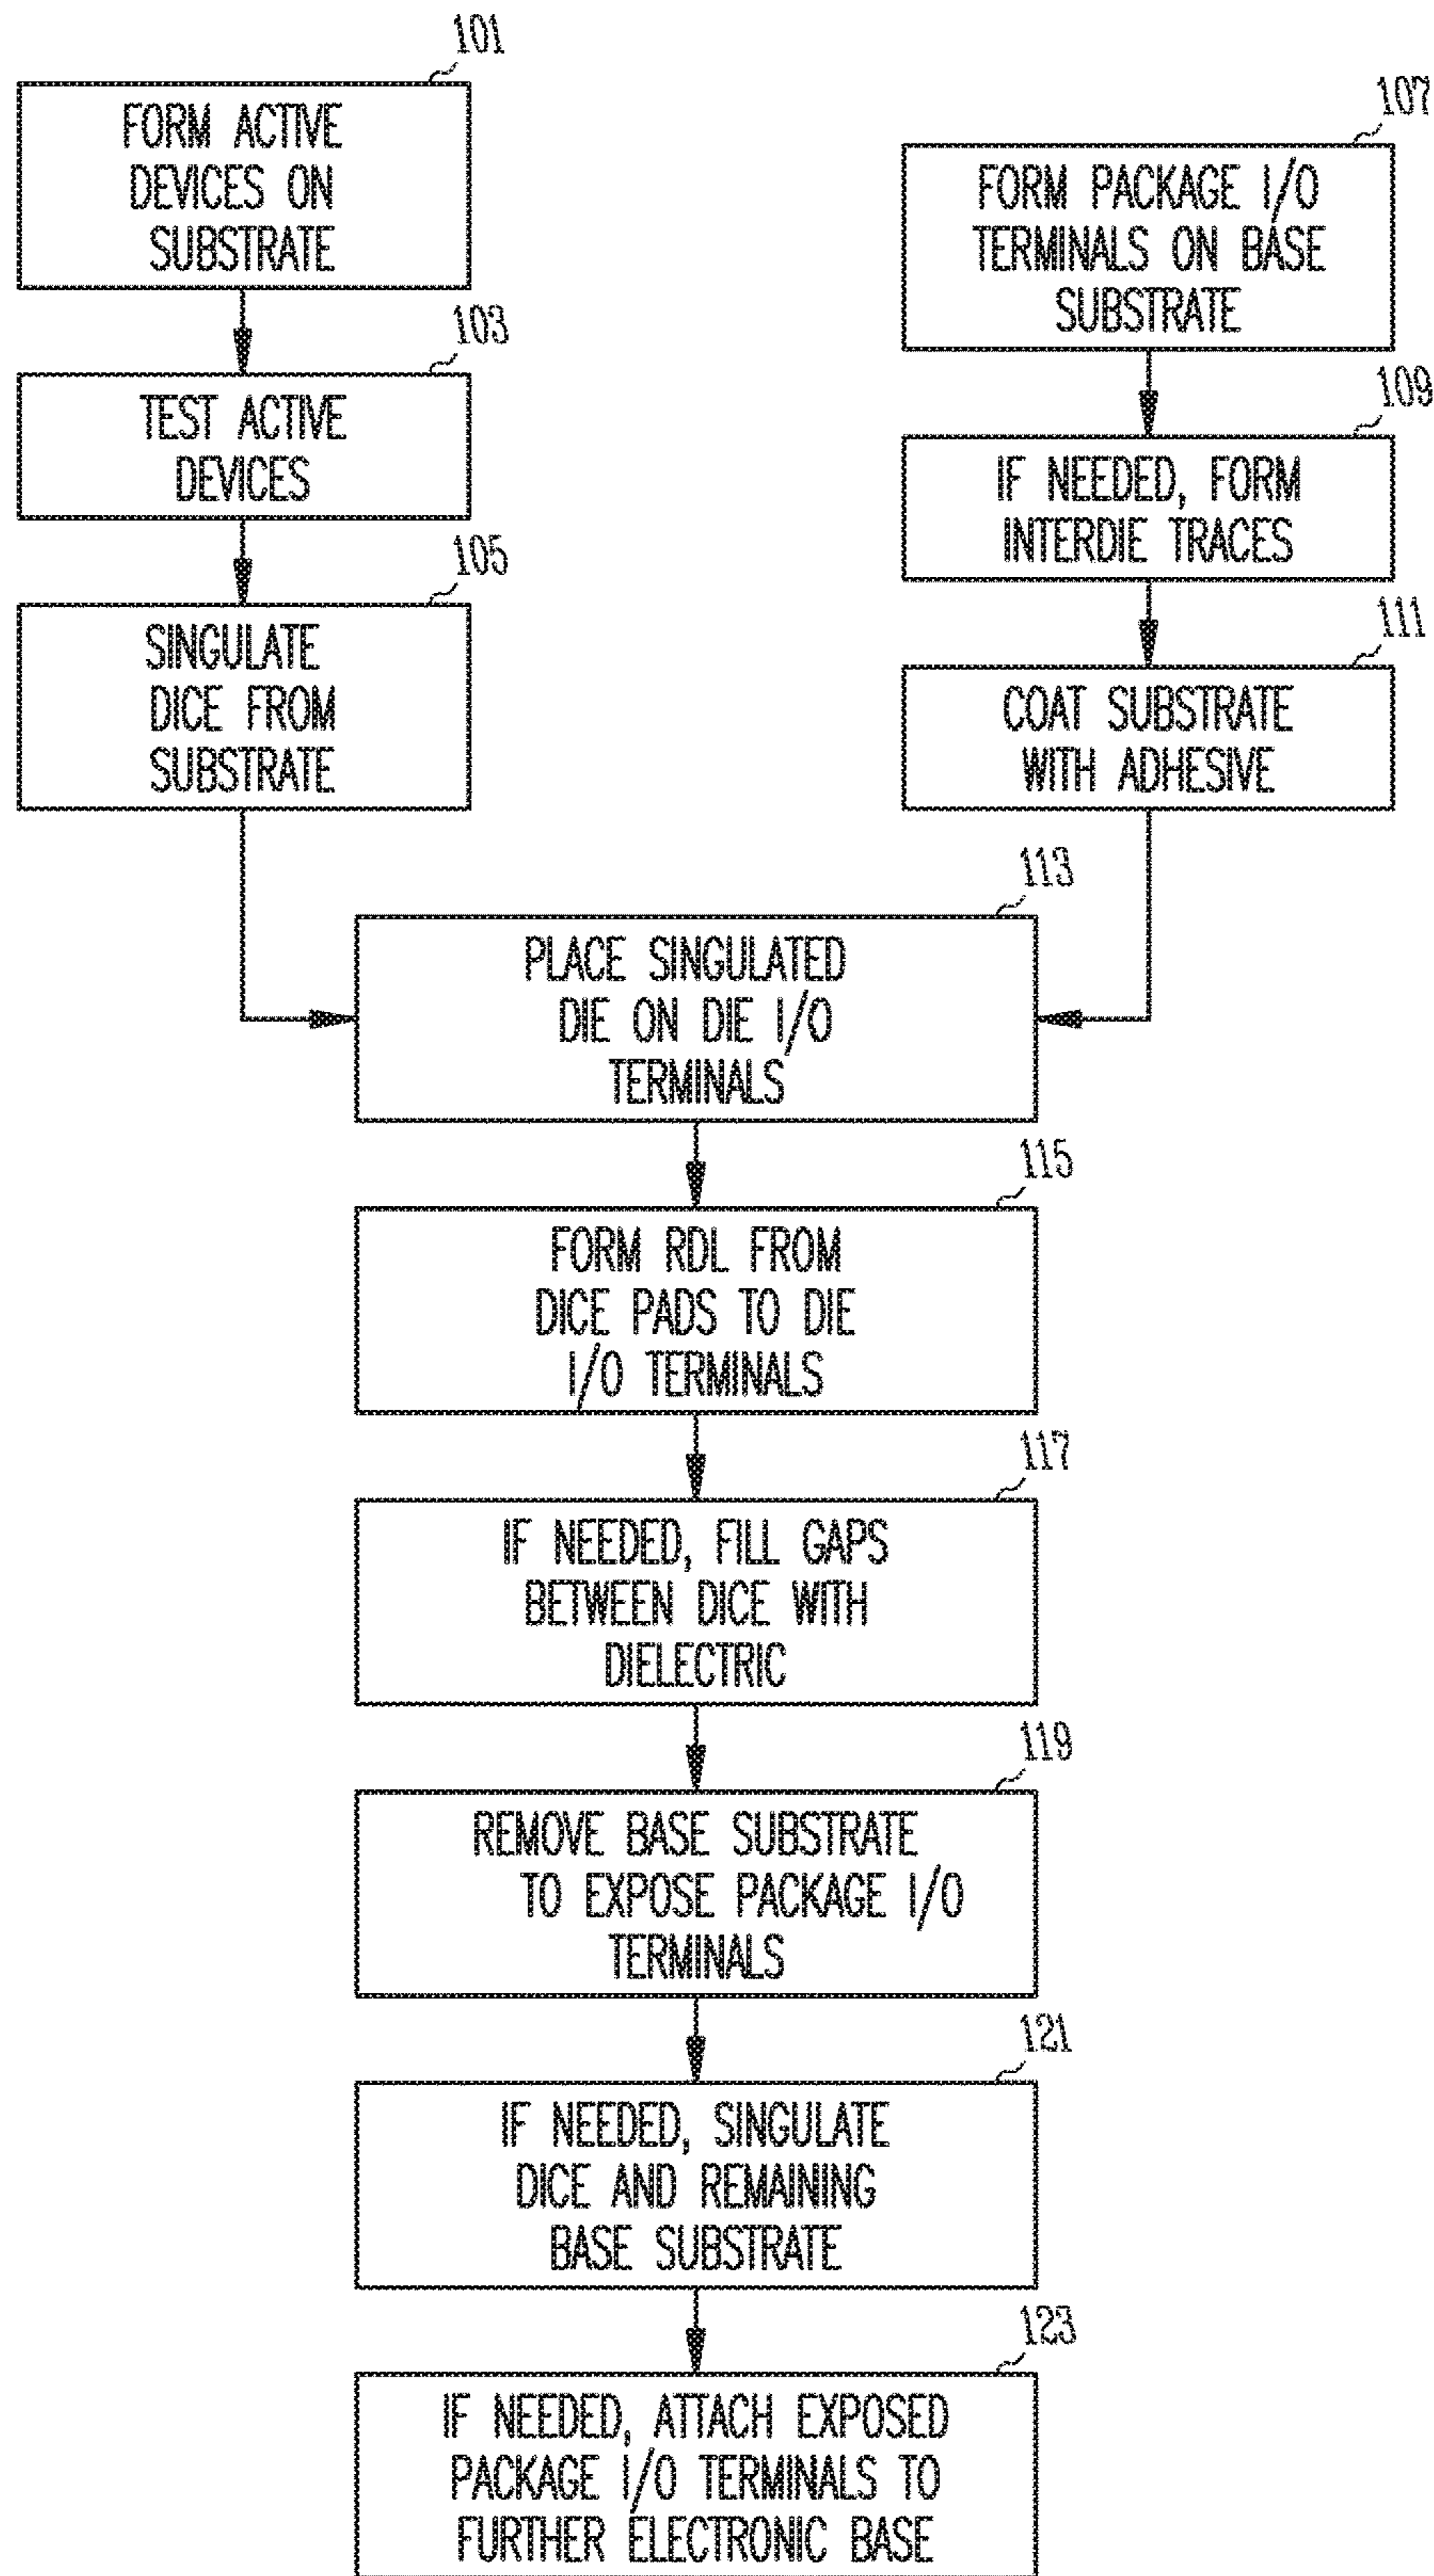 101
FORM ACTIVE
DEVICES ON
SUBSTRATE
103
TEST ACTIVE
DEVICES
105
SINGULATE
DICE FROM
SUBSTRATE
107
FORM PACKAGE I/O
TERMINALS ON BASE
SUBSTRATE
109
IF NEEDED, FORM
INTERDIE TRACES
111
COAT SUBSTRATE
WITH ADHESIVE
113
PLACE SINGULATED
DIE ON DIE I/O
TERMINALS
115
FORM RDL FROM
DICE PADS TO DIE
I/O TERMINALS
117
IF NEEDED, FILL GAPS
BETWEEN DICE WITH
DIELECTRIC
119
REMOVE BASE SUBSTRATE
TO EXPOSE PACKAGE I/O
TERMINALS
121
IF NEEDED, SINGULATE
DICE AND REMAINING
BASE SUBSTRATE
123
IF NEEDED, ATTACH EXPOSED
PACKAGE I/O TERMINALS TO
FURTHER ELECTRONIC BASE